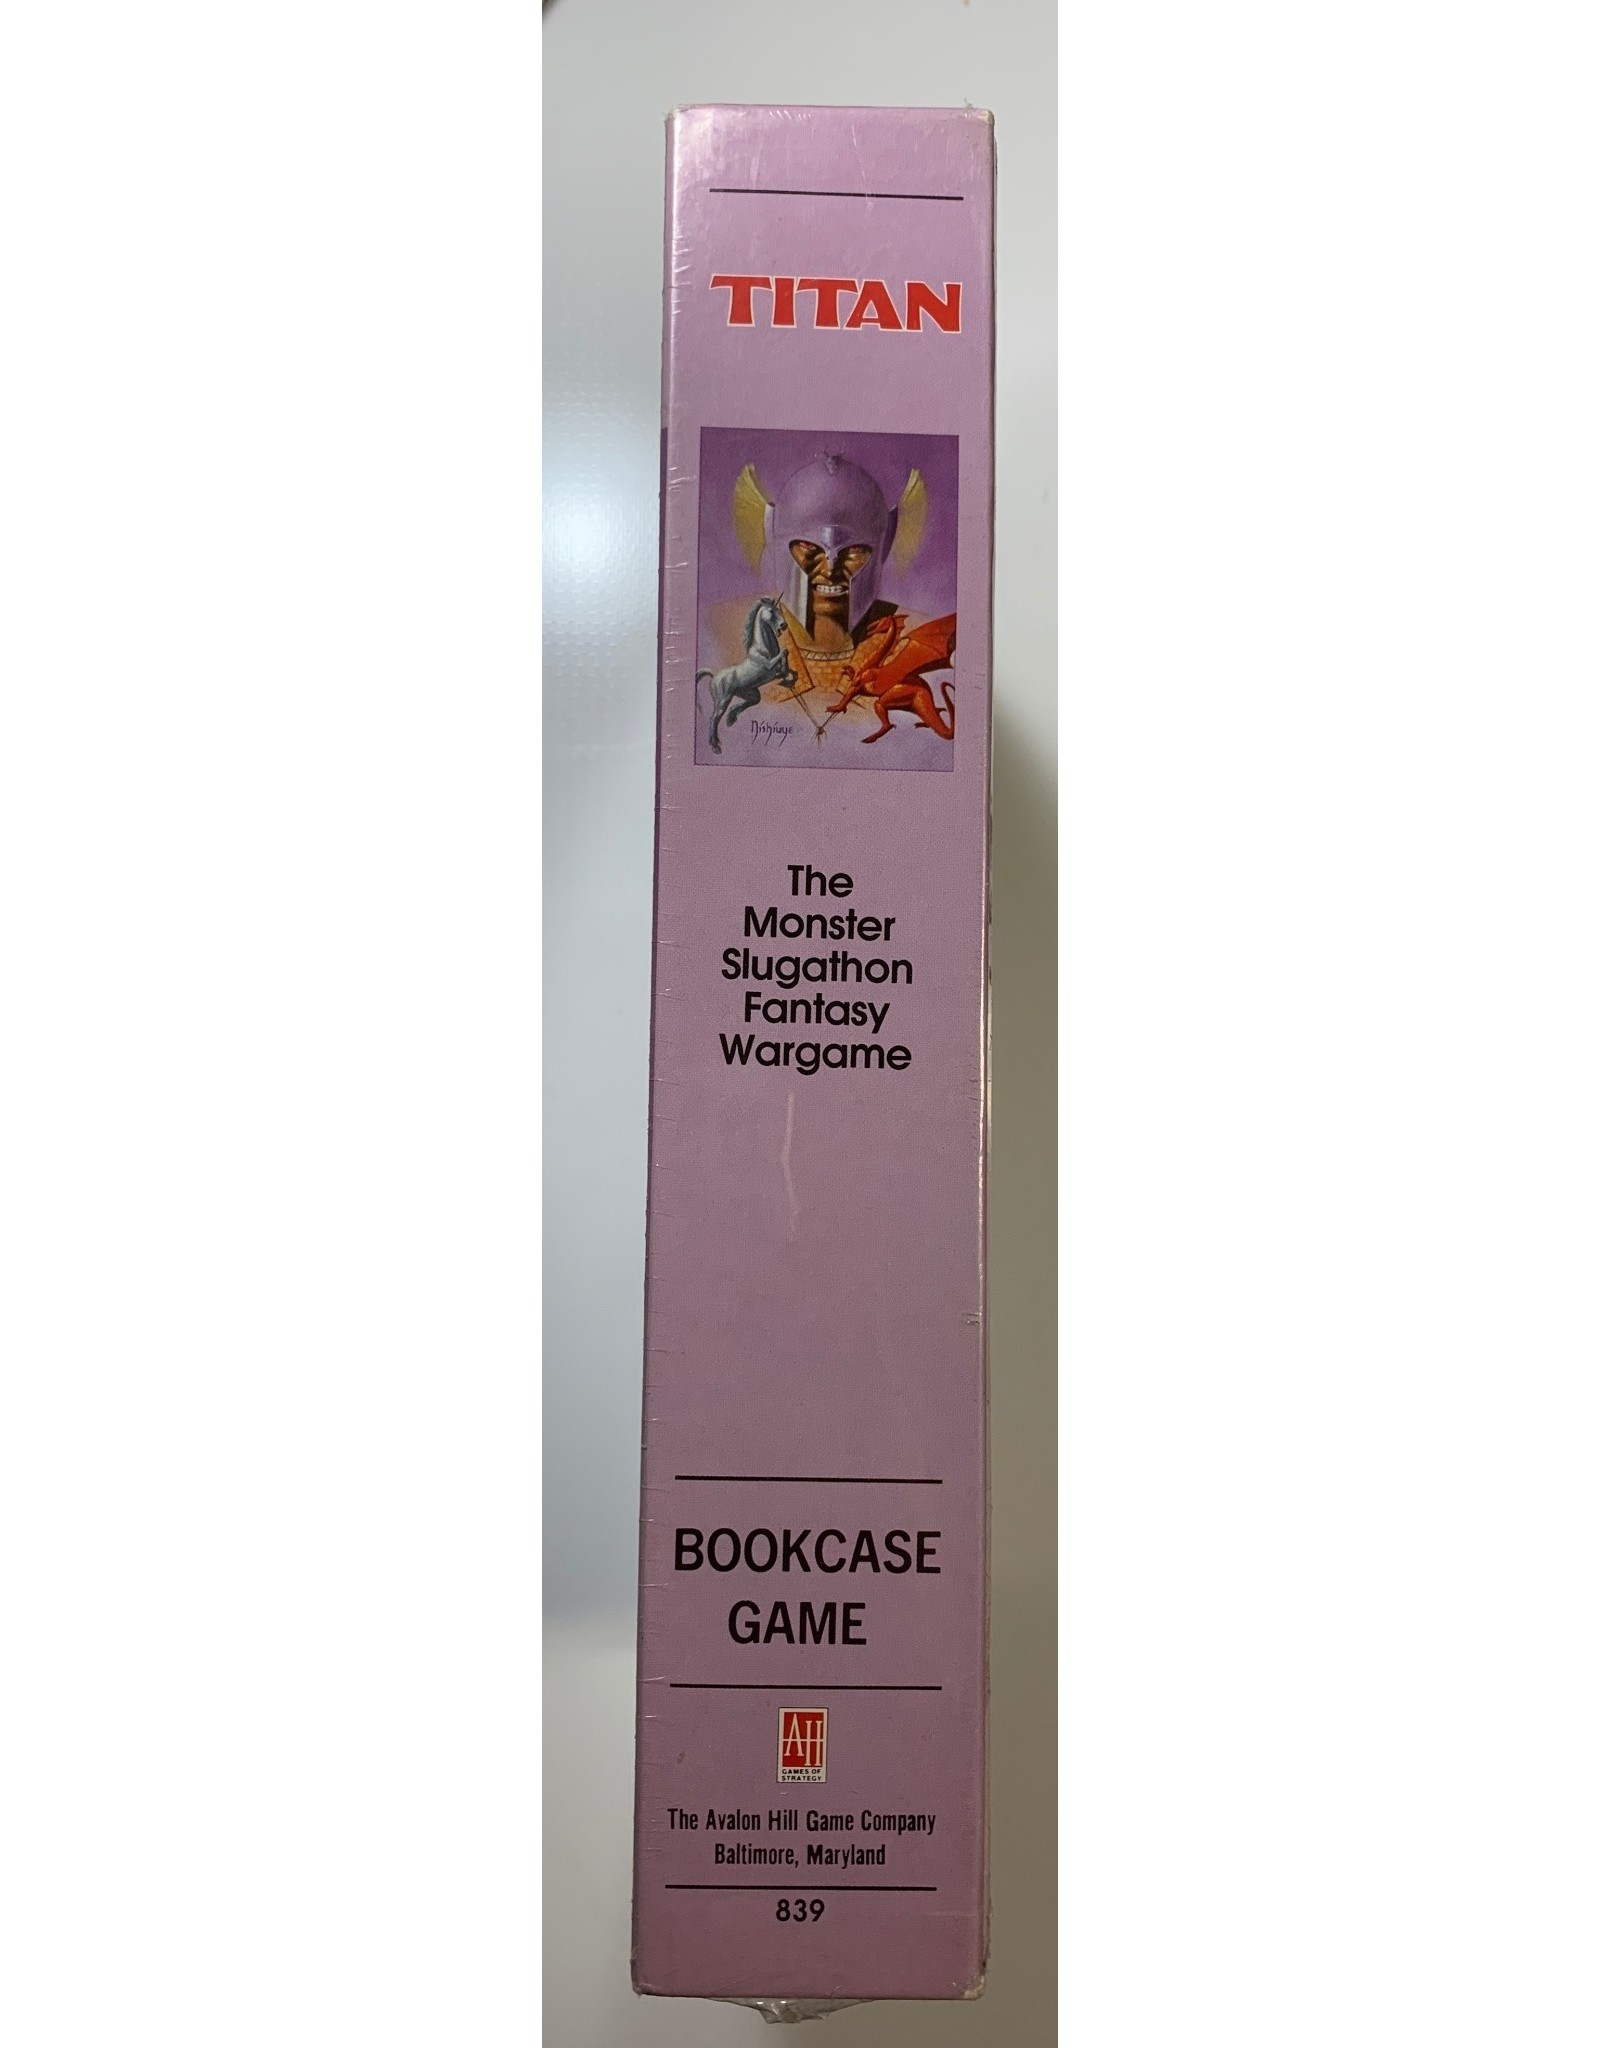 TITAN
Nishiuye
The
Monster
Slugathon
Fantasy
Wargame
BOOKCASE
GAME
AH
GAMES OF
STRATEGY
The Avalon Hill Game Company
Baltimore, Maryland
839